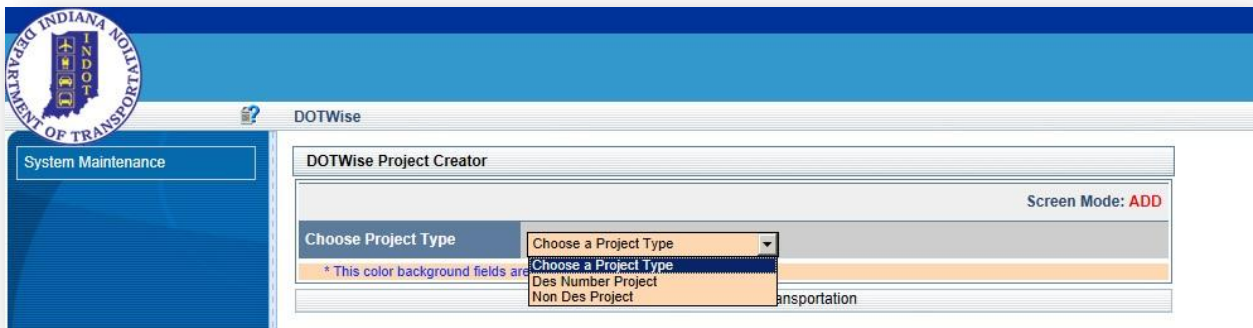 INDIANA DEPARTMENT OF TRANSPORTATION
INDOT
DOTWise
System Maintenance
DOTWise Project Creator
Screen Mode: ADD
Choose Project Type
Choose a Project Type
* This color background fields are
Choose a Project Type
Des Number Project
Non Des Project
ansportation